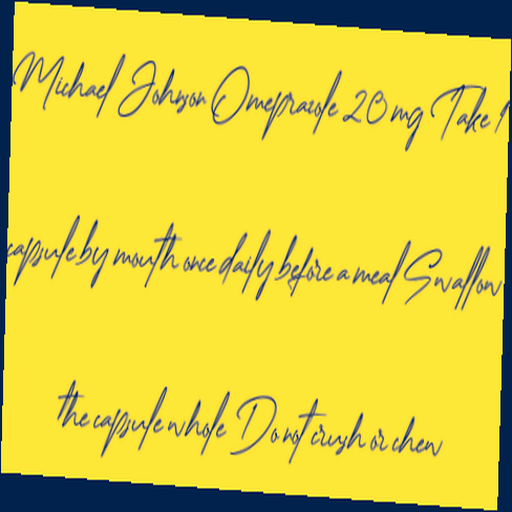 Michael Johnson Omeprazole 20 mg Take 1
capsule by mouth once daily before a meal Swallow
the capsule whole Do not crush or chew